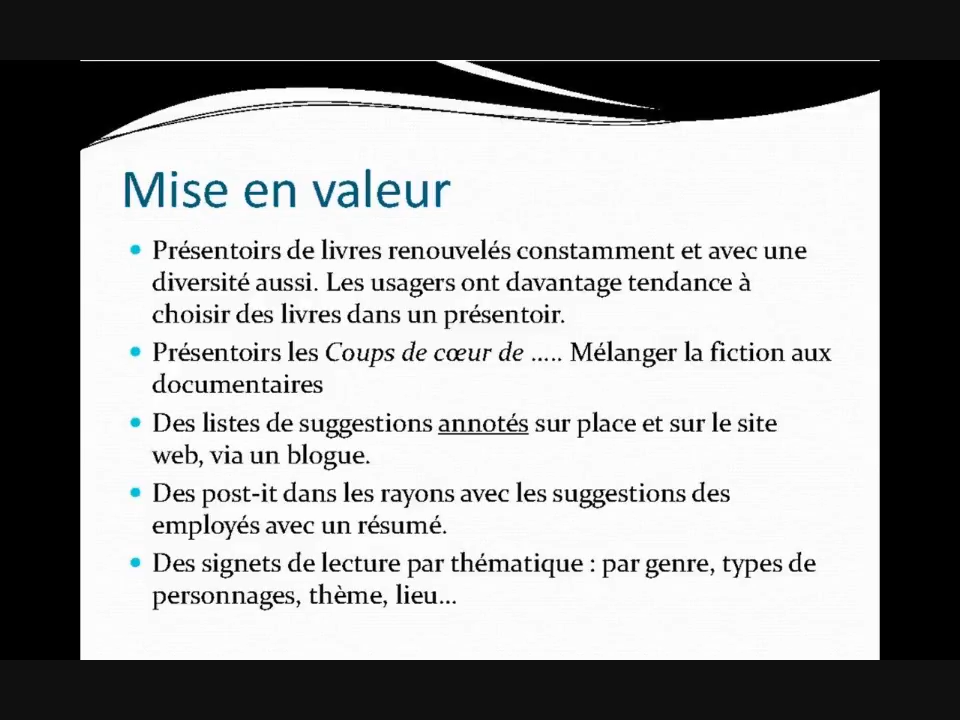 Mise en valeur
Présentoirs de livres renouvelés constamment et avec une
diversité aussi. Les usagers ont davantage tendance à
choisir des livres dans un présentoir.
Présentoirs les Coups de cœur de ..... Mélanger la fiction aux
documentaires
Des listes de suggestions annotés sur place et sur le site
web, via un blogue.
Des post-it dans les rayons avec les suggestions des
employés avec un résumé.
Des signets de lecture par thématique : par genre, types de
personnages, thème, lieu...